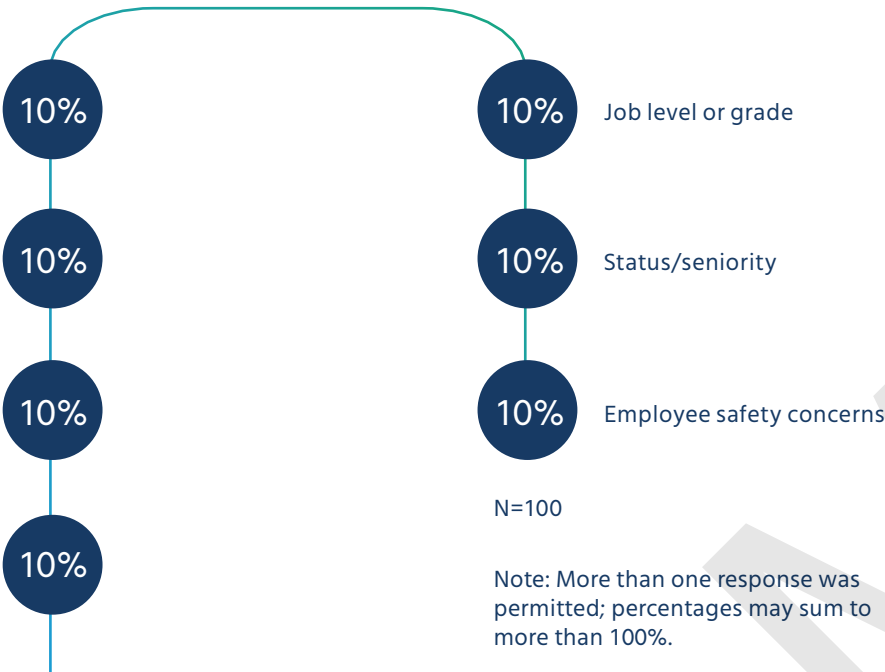 10%
10%
10%
10%
10% Job level or grade
10% Status/seniority
10% Employee safety concerns
N=100
Note: More than one response was
permitted; percentages may sum to
more than 100%.